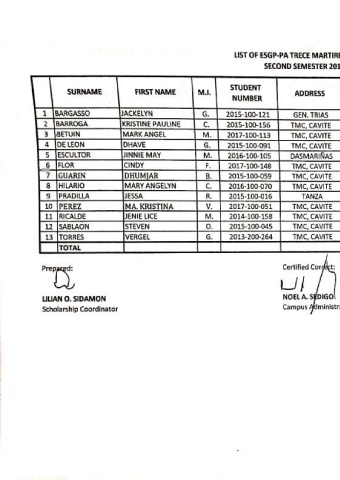 LIST OF ESGP-PA TRECE MARTIRE
SECOND SEMESTER 201
SURNAME FIRST NAME M.I. STUDENT NUMBER ADDRESS
1 BARGASSO JACKELYN G. 2015-100-121 GEN. TRIAS
2 BARROGA KRISTINE PAULINE C. 2015-100-156 TMC, CAVITE
3 BETUIN MARK ANGEL M. 2017-100-113 TMC, CAVITE
4 DE LEON DHAVE G. 2015-100-091 TMC, CAVITE
5 ESCULTOR JINNIE MAY M. 2016-100-105 DASMARIÑAS
6 FLOR CINDY F. 2017-100-148 TMC, CAVITE
7 GUARIN DHUMJAR B. 2015-100-059 TMC, CAVITE
8 HILARIO MARY ANGELYN C. 2016-100-070 TMC, CAVITE
9 PRADILLA JESSA R. 2015-100-016 TANZA
10 PEREZ MA. KRISTINA V. 2017-100-051 TMC, CAVITE
11 RICALDE JENIE LICE M. 2014-100-158 TMC, CAVITE
12 SABLAON STEVEN O. 2015-100-045 TMC, CAVITE
13 TORRES VERGEL G. 2013-200-264 TMC, CAVITE
TOTAL
Prepared: Certified Correct:
LILIAN O. SIDAMON NOEL A. SEDIGO
Scholarship Coordinator Campus Administra